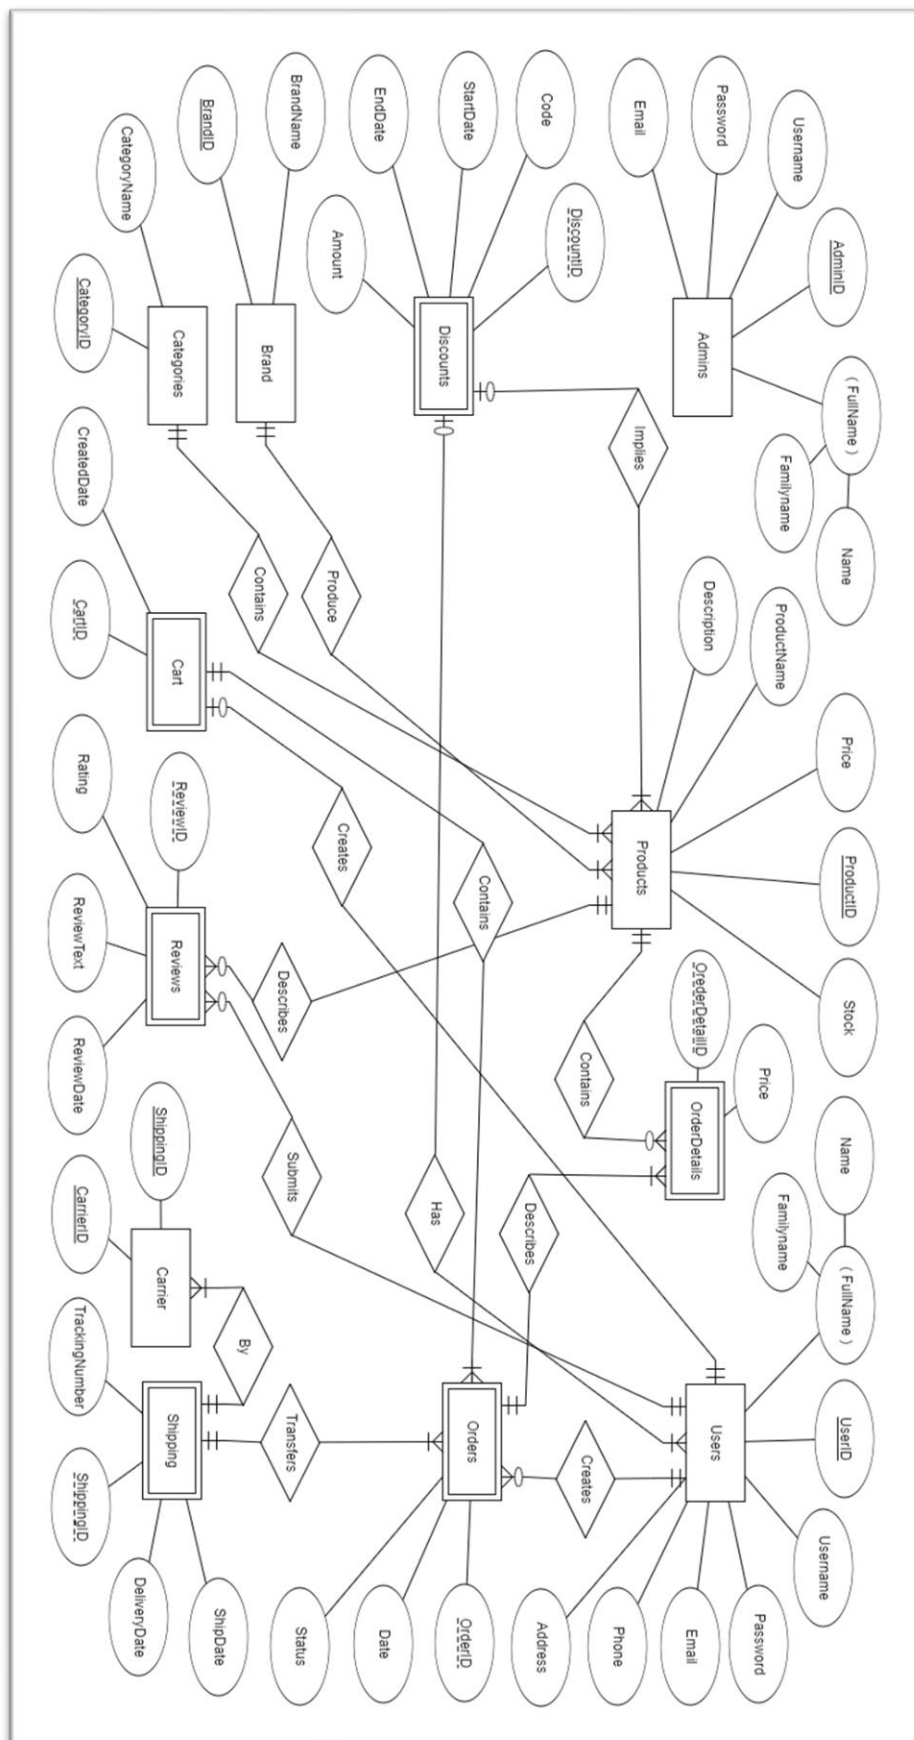 AdminID
( FullName )
Name
Price
ProductID
Stock
Name
( FullName )
UserID
Username
Username
Familyname
ProductName
Price
Familyname
Password
Password
Admins
Description
OrederDetailID
OrderDetails
Users
Email
Email
Implies
Products
Phone
DiscountID
Contains
Creates
Code
Describes
Address
StartDate
Discounts
Contains
Has
Orders
OrderID
EndDate
Date
Amount
Produce
Creates
BrandName
Submits
Transfers
Status
Brand
Contains
Describes
By
BrandID
ShipDate
Categories
Cart
ReviewID
Reviews
ShippingID
Carrier
Shipping
CategoryName
DeliveryDate
CategoryID
CreatedDate
CartID
Rating
ReviewText
ReviewDate
CarrierID
TrackingNumber
ShippingID